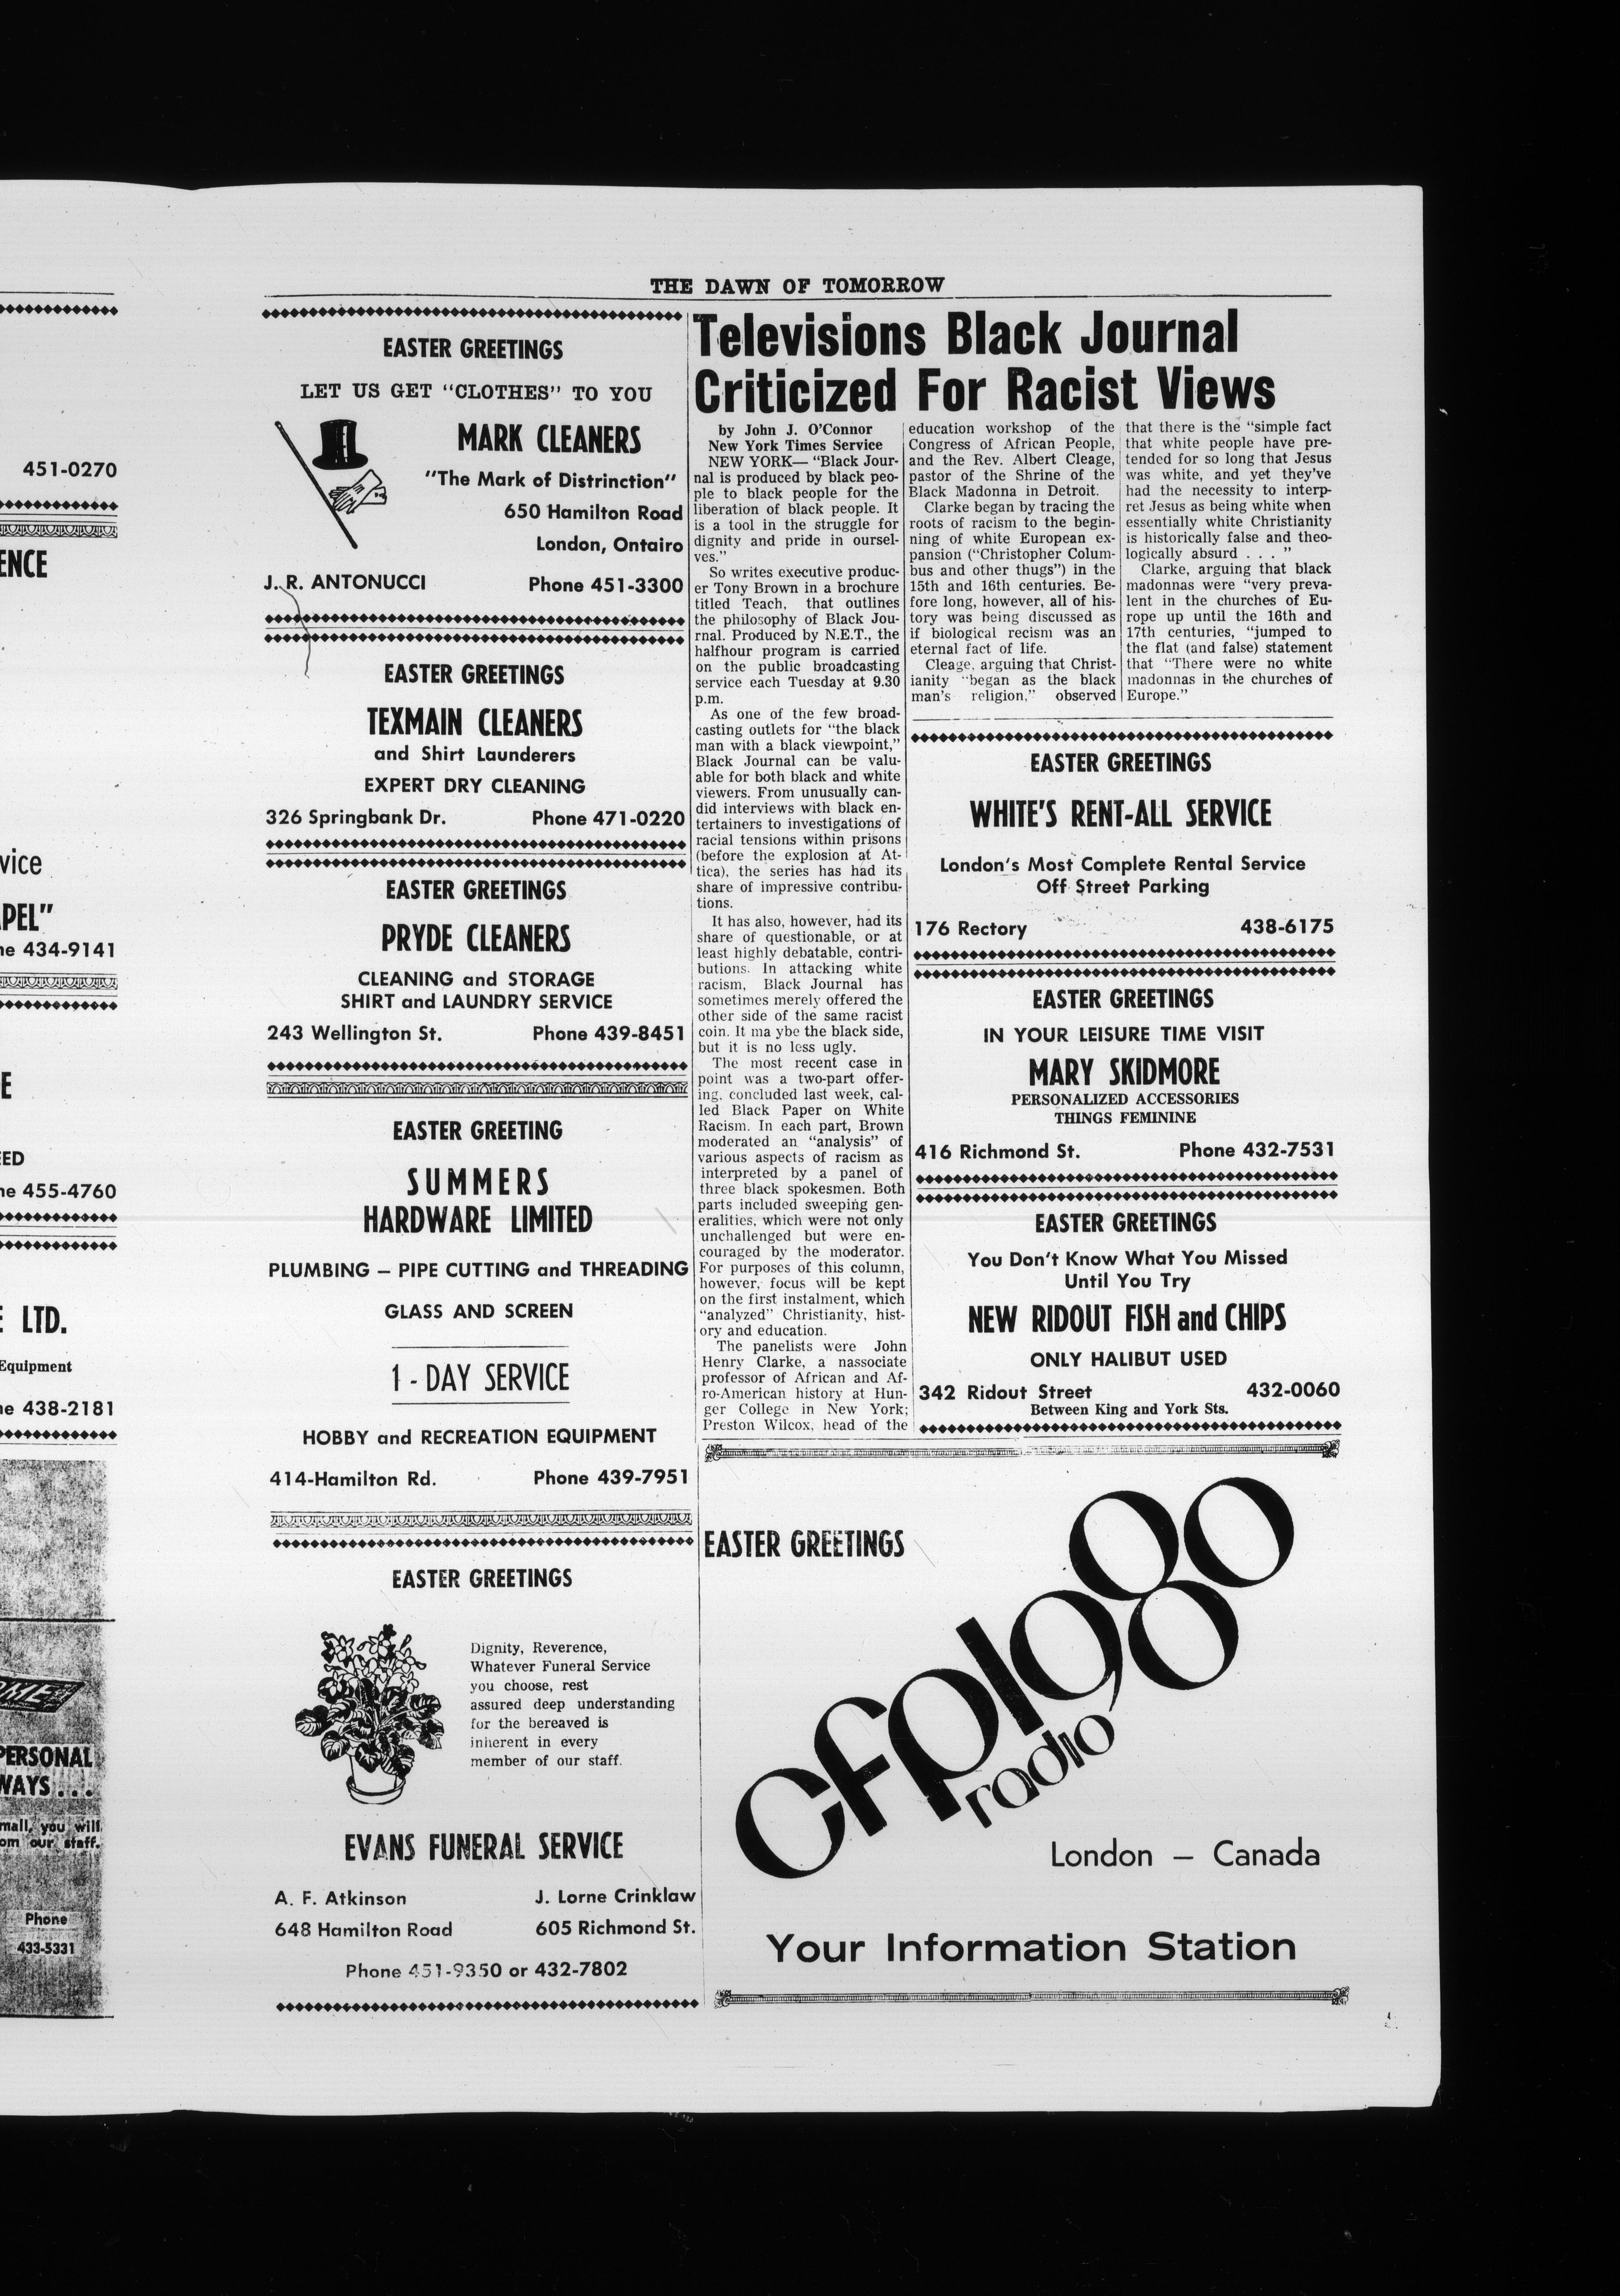 451-0270
ENCE
vice
PEL"
ne 434-9141
E
ED
ne 455-4760
E LTD.
Equipment
ne 438-2181
OME
PERSONAL
WAYS . . .
mall, you will
om our staff.
Phone
433-5331
THE DAWN OF TOMORROW
EASTER GREETINGS
LET US GET "CLOTHES" TO YOU
MARK CLEANERS
"The Mark of Distrinction"
650 Hamilton Road
London, Ontairo
J. R. ANTONUCCI Phone 451-3300
EASTER GREETINGS
TEXMAIN CLEANERS
and Shirt Launderers
EXPERT DRY CLEANING
326 Springbank Dr. Phone 471-0220
EASTER GREETINGS
PRYDE CLEANERS
CLEANING and STORAGE
SHIRT and LAUNDRY SERVICE
243 Wellington St. Phone 439-8451
EASTER GREETING
SUMMERS
HARDWARE LIMITED
PLUMBING — PIPE CUTTING and THREADING
GLASS AND SCREEN
1 - DAY SERVICE
HOBBY and RECREATION EQUIPMENT
414-Hamilton Rd. Phone 439-7951
EASTER GREETINGS
Dignity, Reverence,
Whatever Funeral Service
you choose, rest
assured deep understanding
for the bereaved is
inherent in every
member of our staff.
EVANS FUNERAL SERVICE
A. F. Atkinson J. Lorne Crinklaw
648 Hamilton Road 605 Richmond St.
Phone 451-9350 or 432-7802
Televisions Black Journal
Criticized For Racist Views
by John J. O'Connor
New York Times Service
NEW YORK— "Black Jour-
nal is produced by black peo-
ple to black people for the
liberation of black people. It
is a tool in the struggle for
dignity and pride in oursel-
ves."
So writes executive produc-
er Tony Brown in a brochure
titled Teach, that outlines
the philosophy of Black Jou-
rnal. Produced by N.E.T., the
halfhour program is carried
on the public broadcasting
service each Tuesday at 9.30
p.m.
As one of the few broad-
casting outlets for "the black
man with a black viewpoint,"
Black Journal can be valu-
able for both black and white
viewers. From unusually can-
did interviews with black en-
tertainers to investigations of
racial tensions within prisons
(before the explosion at At-
tica), the series has had its
share of impressive contribu-
tions.
It has also, however, had its
share of questionable, or at
least highly debatable, contri-
butions. In attacking white
racism, Black Journal has
sometimes merely offered the
other side of the same racist
coin. It ma ybe the black side,
but it is no less ugly.
The most recent case in
point was a two-part offer-
ing, concluded last week, cal-
led Black Paper on White
Racism. In each part, Brown
moderated an "analysis" of
various aspects of racism as
interpreted by a panel of
three black spokesmen. Both
parts included sweeping gen-
eralities, which were not only
unchallenged but were en-
couraged by the moderator.
For purposes of this column,
however, focus will be kept
on the first instalment, which
"analyzed" Christianity, hist-
ory and education.
The panelists were John
Henry Clarke, a nassociate
professor of African and Af-
ro-American history at Hun-
ger College in New York;
Preston Wilcox, head of the
education workshop of the
Congress of African People,
and the Rev. Albert Cleage,
pastor of the Shrine of the
Black Madonna in Detroit.
Clarke began by tracing the
roots of racism to the begin-
ning of white European ex-
pansion ("Christopher Colum-
bus and other thugs") in the
15th and 16th centuries. Be-
fore long, however, all of his-
tory was being discussed as
if biological recism was an
eternal fact of life.
Cleage, arguing that Christ-
ianity "began as the black
man's religion," observed
that there is the "simple fact
that white people have pre-
tended for so long that Jesus
was white, and yet they've
had the necessity to interp-
ret Jesus as being white when
essentially white Christianity
is historically false and theo-
logically absurd . . . "
Clarke, arguing that black
madonnas were "very preva-
lent in the churches of Eu-
rope up until the 16th and
17th centuries, "jumped to
the flat (and false) statement
that "There were no white
madonnas in the churches of
Europe."
EASTER GREETINGS
WHITE'S RENT-ALL SERVICE
London's Most Complete Rental Service
Off Street Parking
176 Rectory 438-6175
EASTER GREETINGS
IN YOUR LEISURE TIME VISIT
MARY SKIDMORE
PERSONALIZED ACCESSORIES
THINGS FEMININE
416 Richmond St. Phone 432-7531
EASTER GREETINGS
You Don't Know What You Missed
Until You Try
NEW RIDOUT FISH and CHIPS
ONLY HALIBUT USED
342 Ridout Street 432-0060
Between King and York Sts.
EASTER GREETINGS
cfpl 980
radio
London — Canada
Your Information Station